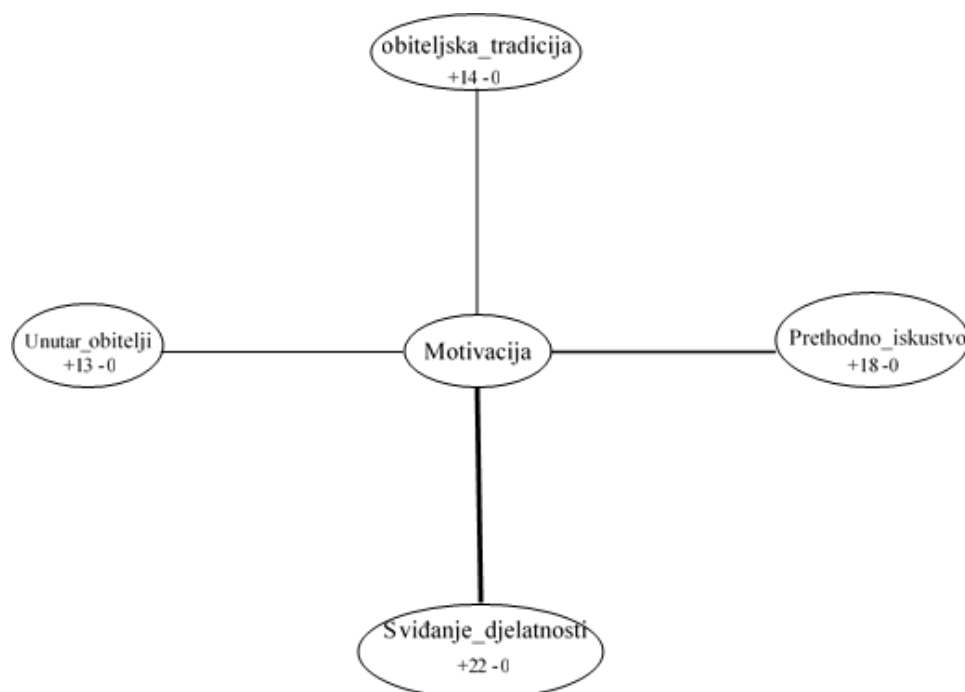 obiteljska_tradicija
+14 -0
Unutar_obitelji
+13 -0
Motivacija
Prethodno_iskustvo
+18 -0
Sviđanje_djelatnosti
+22 -0